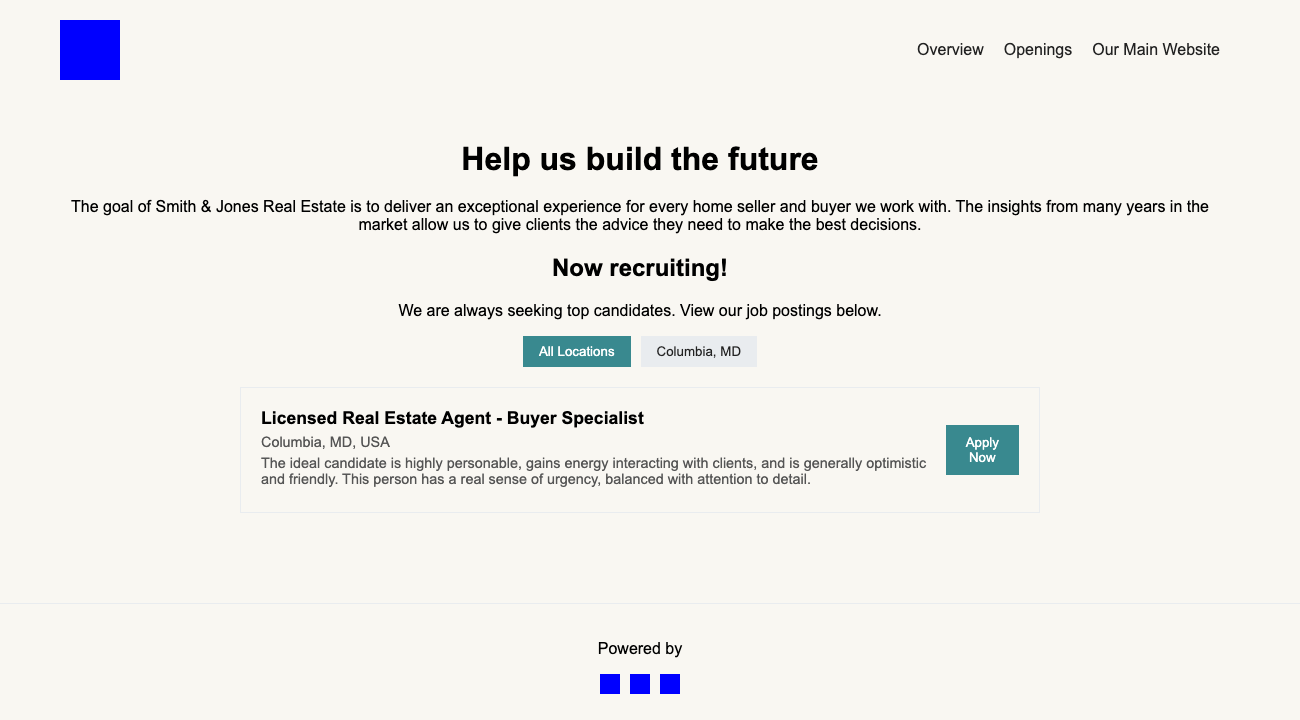 Overview Openings Our Main Website
Help us build the future
The goal of Smith & Jones Real Estate is to deliver an exceptional experience for every home seller and buyer we work with. The insights from many years in the
market allow us to give clients the advice they need to make the best decisions.
Now recruiting!
We are always seeking top candidates. View our job postings below.
All Locations Columbia, MD
Licensed Real Estate Agent - Buyer Specialist
Columbia, MD, USA
The ideal candidate is highly personable, gains energy interacting with clients, and is generally optimistic
and friendly. This person has a real sense of urgency, balanced with attention to detail.
Apply
Now
Powered by